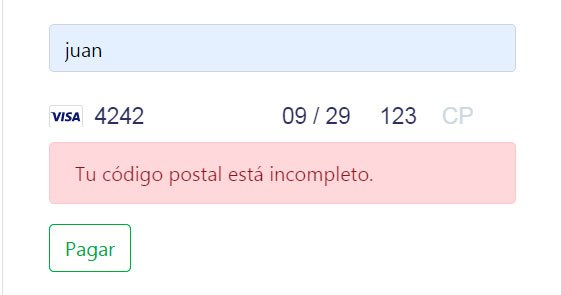 juan
VISA 4242 09 / 29 123 CP
Tu código postal está incompleto.
Pagar